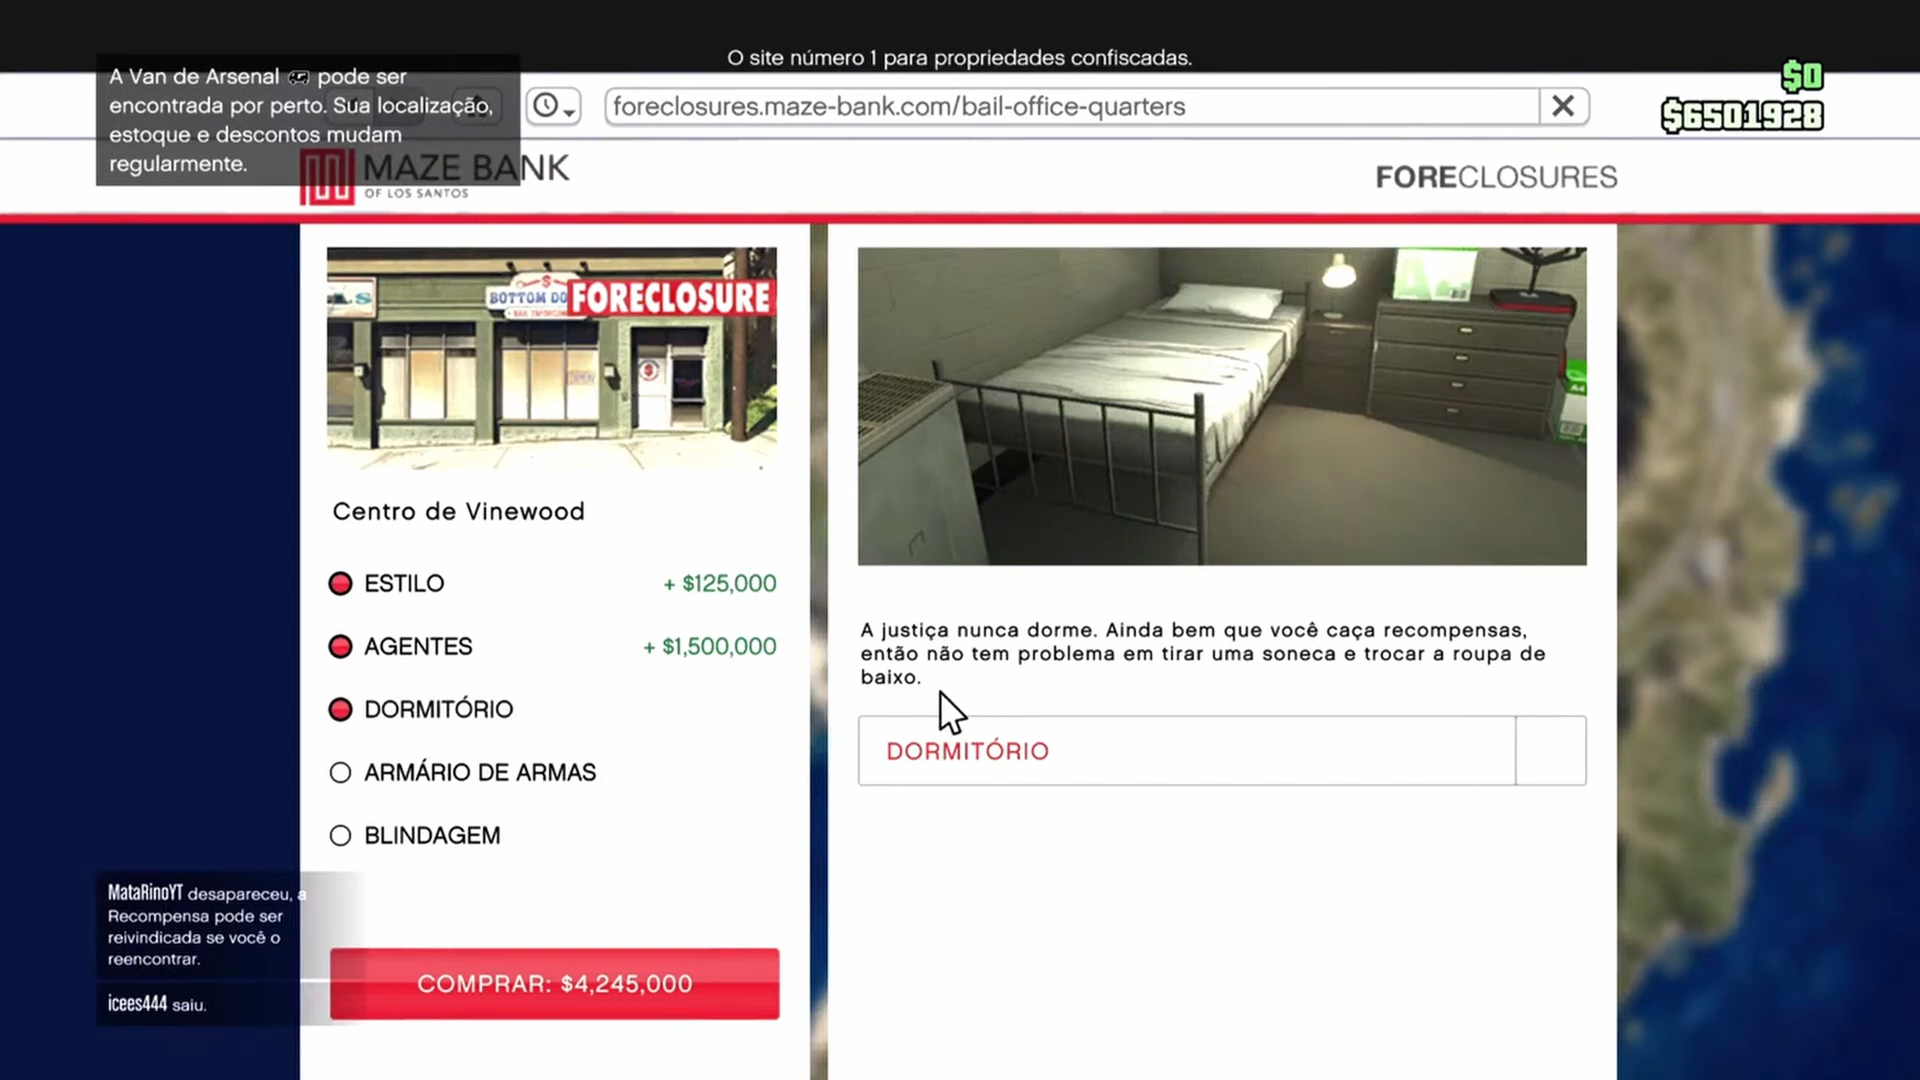 O site número 1 para propriedades confiscadas.
A Van de Arsenal pode ser
encontrada por perto. Sua localização,
estoque e descontos mudam
regularmente.
foreclosures.maze-bank.com/bail-office-quarters
$0
$6501928
MAZE BANK
OF LOS SANTOS
FORECLOSURES
BOTTOM DO
FORECLOSURE
OPEN
Centro de Vinewood
ESTILO + $125,000
AGENTES + $1,500,000
DORMITÓRIO
ARMÁRIO DE ARMAS
BLINDAGEM
COMPRAR: $4,245,000
A justiça nunca dorme. Ainda bem que você caça recompensas,
então não tem problema em tirar uma soneca e trocar a roupa de
baixo.
DORMITÓRIO
MataRinoYT desapareceu, a
Recompensa pode ser
reivindicada se você o
reencontrar.
icees444 saiu.